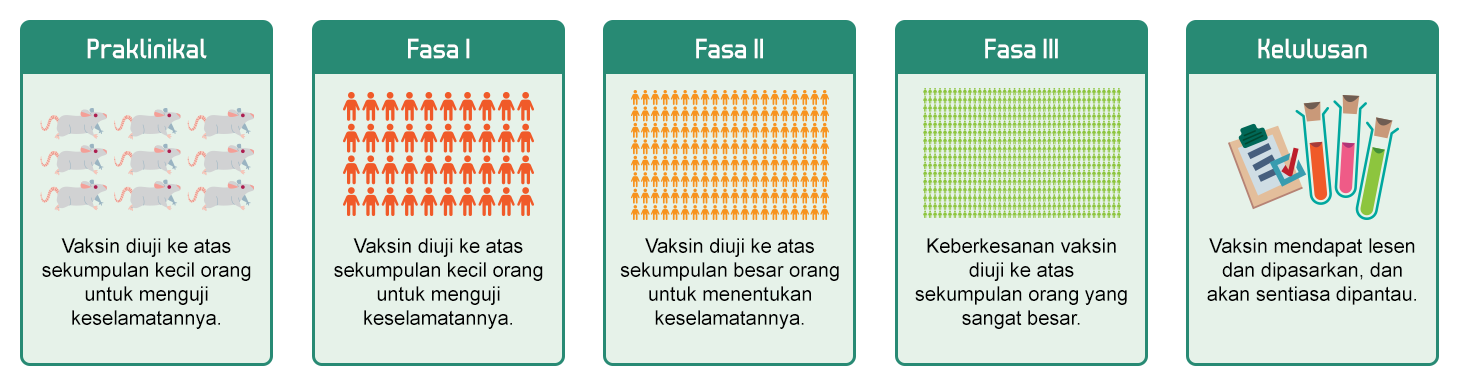 Praklinikal
Vaksin diuji ke atas
sekumpulan kecil orang
untuk menguji
keselamatannya.
Fasa I
Vaksin diuji ke atas
sekumpulan kecil orang
untuk menguji
keselamatannya.
Fasa II
Vaksin diuji ke atas
sekumpulan besar orang
untuk menentukan
keselamatannya.
Fasa III
Keberkesanan vaksin
diuji ke atas
sekumpulan orang yang
sangat besar.
Kelulusan
Vaksin mendapat lesen
dan dipasarkan, dan
akan sentiasa dipantau.